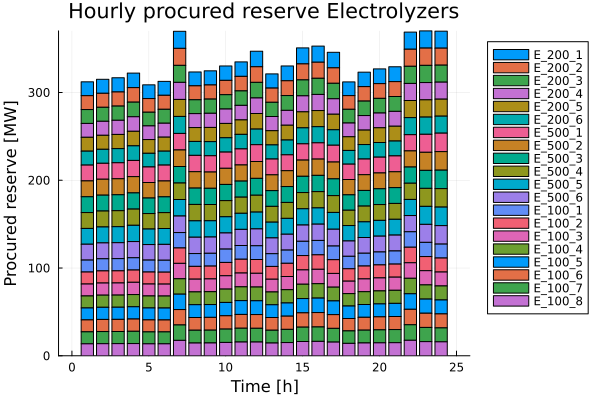 Hourly procured reserve Electrolyzers
Procured reserve [MW]
300
200
100
0
0 5 10 15 20 25
Time [h]
E_200_1
E_200_2
E_200_3
E_200_4
E_200_5
E_200_6
E_500_1
E_500_2
E_500_3
E_500_4
E_500_5
E_500_6
E_100_1
E_100_2
E_100_3
E_100_4
E_100_5
E_100_6
E_100_7
E_100_8